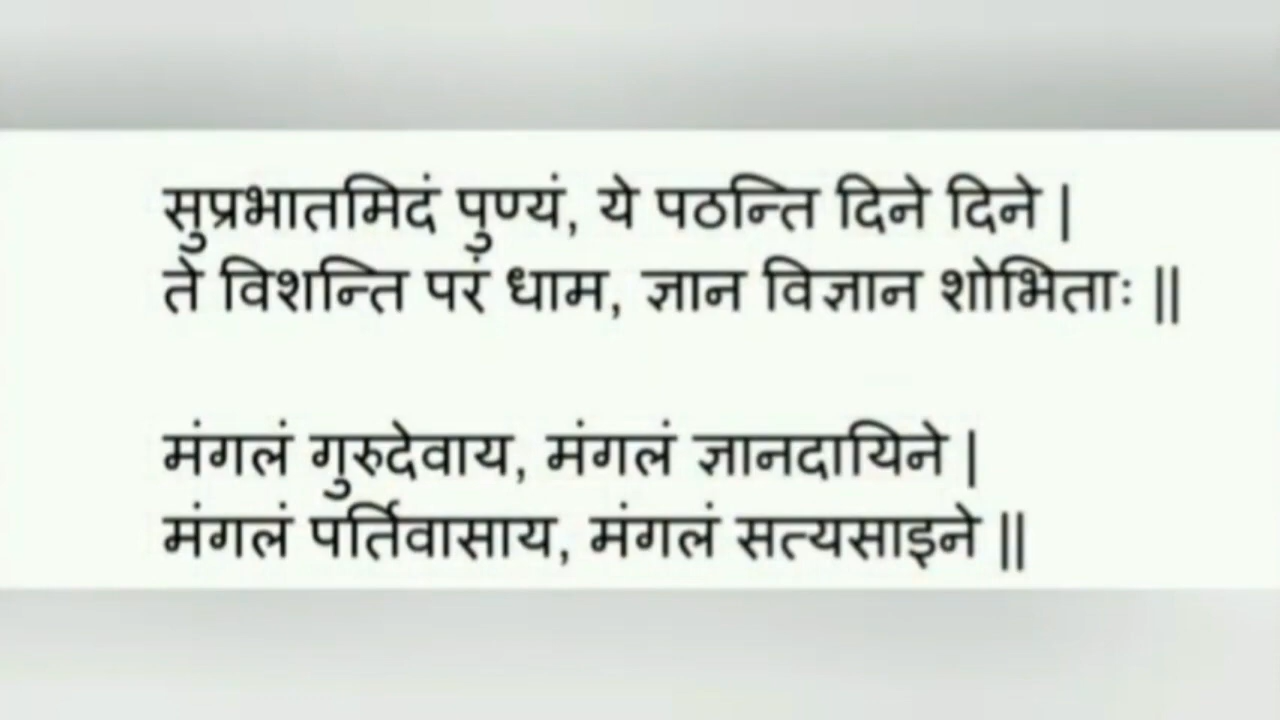 सुप्रभातमिदं पुण्यं, ये पठन्ति दिने दिने |
ते विशन्ति परं धाम, ज्ञान विज्ञान शोभिताः ||
मंगलं गुरुदेवाय, मंगलं ज्ञानदायिने |
मंगलं पर्तिवासाय, मंगलं सत्यसाइने ||